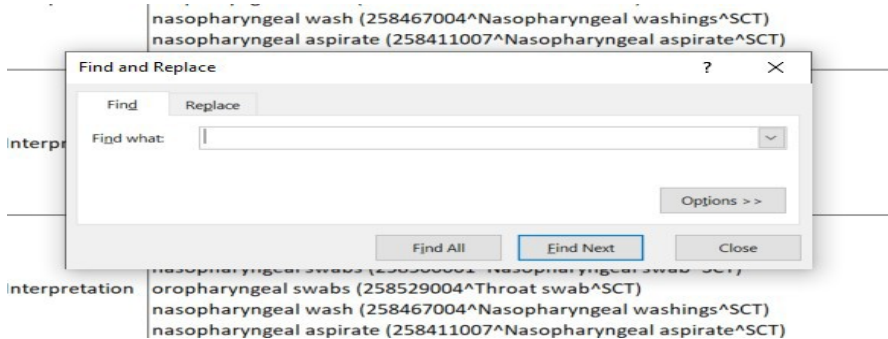 nasopharyngeal wash (258467004^Nasopharyngeal washings^SCT)
nasopharyngeal aspirate (258411007^Nasopharyngeal aspirate^SCT)
Find and Replace ? ×
Find Replace
Interpr Find what:
Options >>
Find All Find Next Close
Interpretation oropharyngeal swabs (258529004^Throat swab^SCT)
nasopharyngeal wash (258467004^Nasopharyngeal washings^SCT)
nasopharyngeal aspirate (258411007^Nasopharyngeal aspirate^SCT)